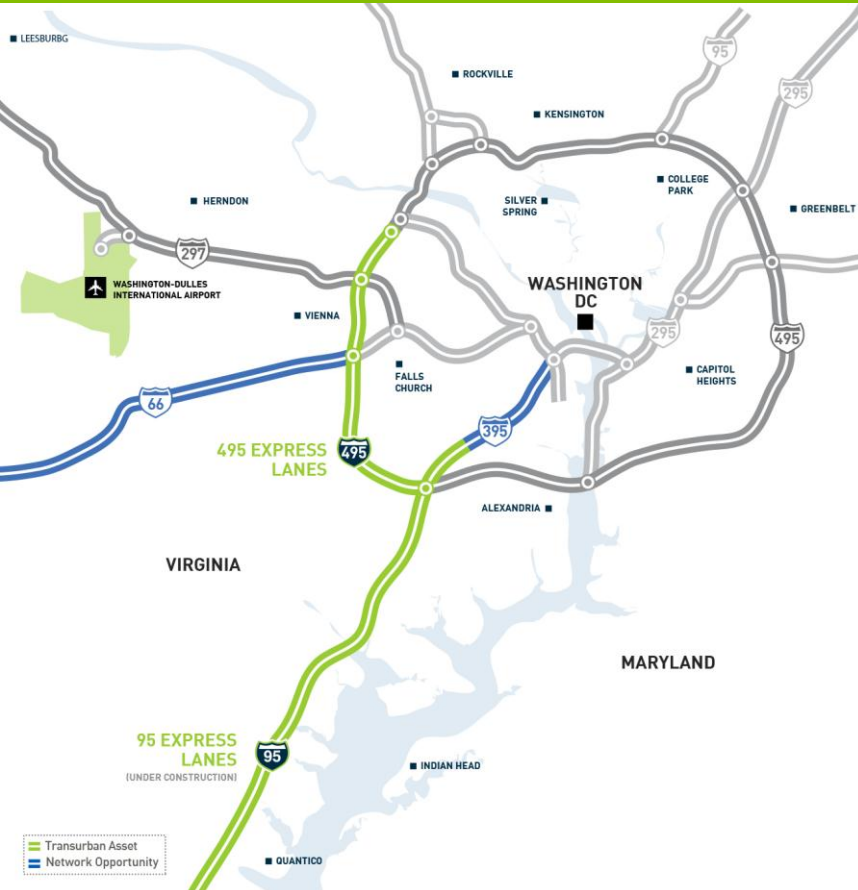 LEESBURBG
ROCKVILLE
95
295
KENSINGTON
COLLEGE
PARK
HERNDON
SILVER
SPRING
GREENBELT
297
WASHINGTON-DULLES
INTERNATIONAL AIRPORT
WASHINGTON
DC
VIENNA
295
495
FALLS
CHURCH
CAPITOL
HEIGHTS
66
395
495 EXPRESS
LANES
495
ALEXANDRIA
VIRGINIA
MARYLAND
95 EXPRESS
LANES
(UNDER CONSTRUCTION)
95
INDIAN HEAD
Transurban Asset
Network Opportunity
QUANTICO